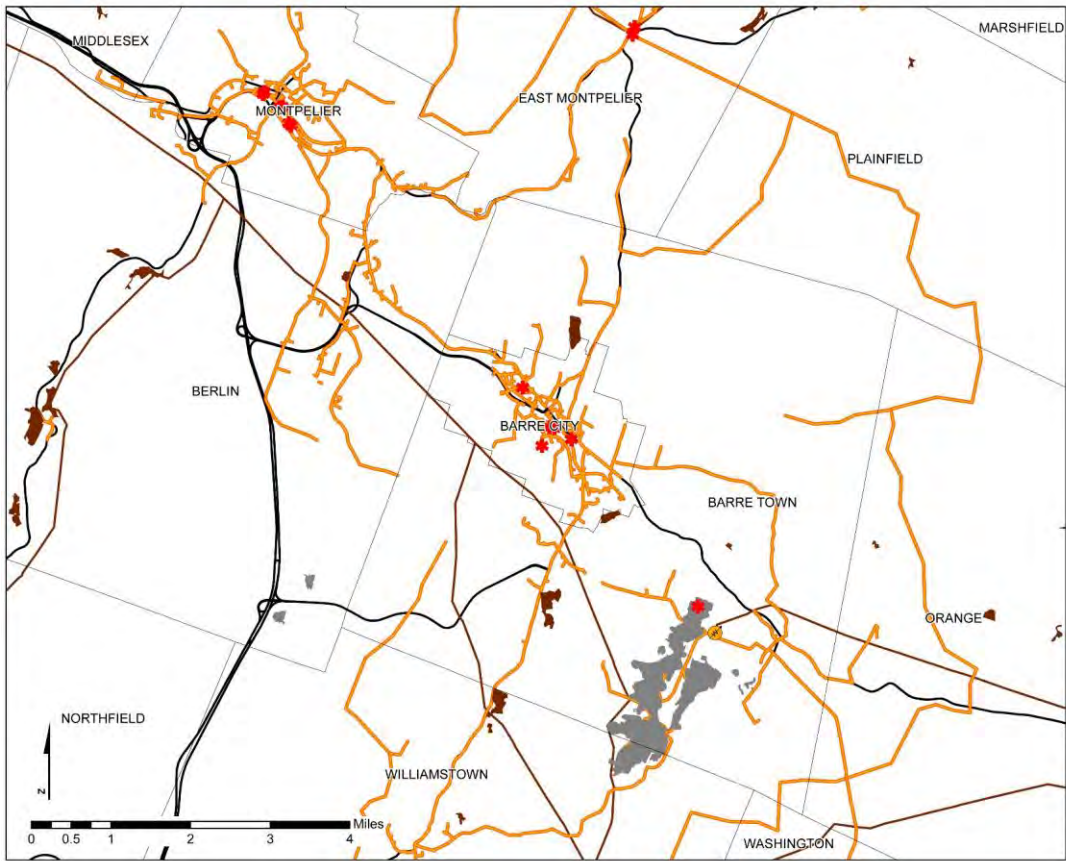 MARSHFIELD
MIDDLESEX
EAST MONTPELIER
MONTPELIER
PLAINFIELD
BERLIN
BARRE CITY
BARRE TOWN
ORANGE
NORTHFIELD
WILLIAMSTOWN
WASHINGTON
N
Miles
0 0.5 1 2 3 4